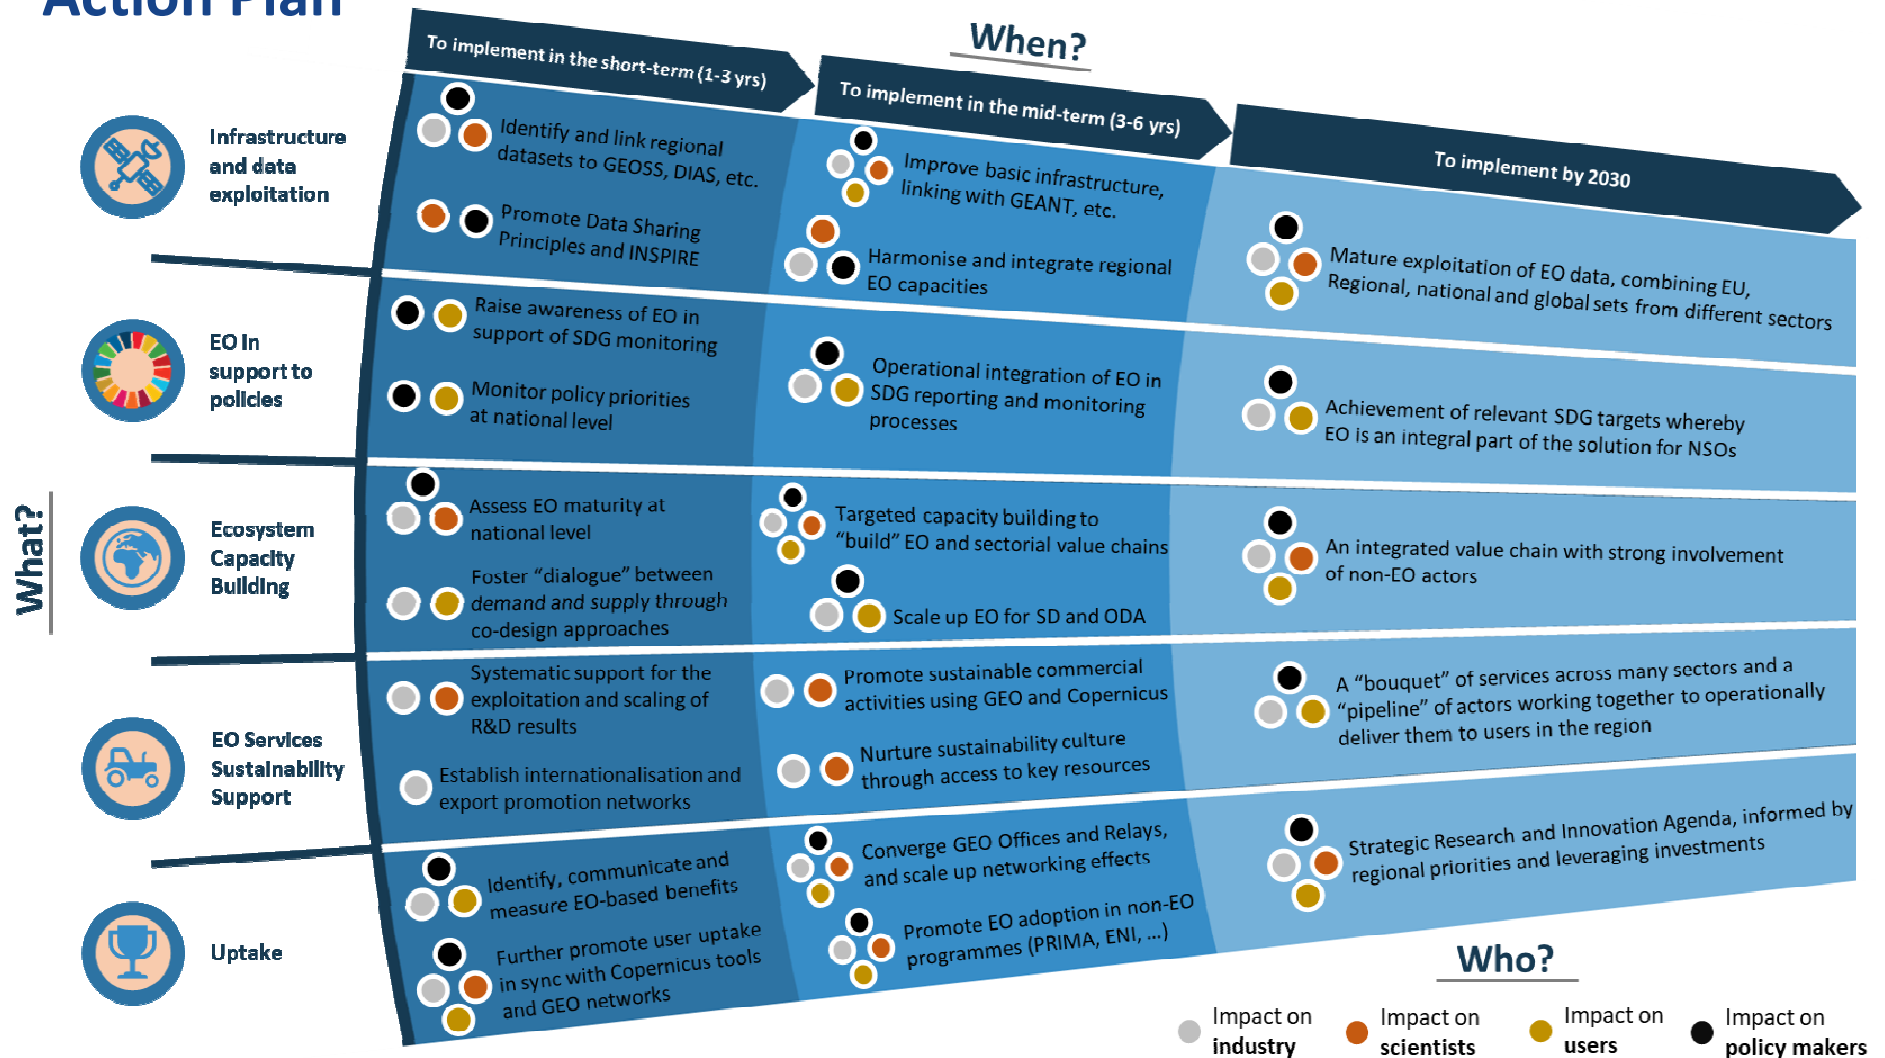 Action Plan
When?
To implement in the short-term (1-3 yrs)
To implement in the mid-term (3-6 yrs)
To implement by 2030
What?
Infrastructure
and data
exploitation
Identify and link regional
datasets to GEOSS, DIAS, etc.
Promote Data Sharing
Principles and INSPIRE
Improve basic infrastructure,
linking with GEANT, etc.
Harmonise and integrate regional
EO capacities
Mature exploitation of EO data, combining EU,
Regional, national and global sets from different sectors
EO in
support to
policies
Raise awareness of EO in
support of SDG monitoring
Monitor policy priorities
at national level
Operational integration of EO in
SDG reporting and monitoring
processes
Achievement of relevant SDG targets whereby
EO is an integral part of the solution for NSOs
Ecosystem
Capacity
Building
Assess EO maturity at
national level
Foster “dialogue” between
demand and supply through
co-design approaches
Targeted capacity building to
“build” EO and sectorial value chains
Scale up EO for SD and ODA
An integrated value chain with strong involvement
of non-EO actors
EO Services
Sustainability
Support
Systematic support for the
exploitation and scaling of
R&D results
Establish internationalisation and
export promotion networks
Promote sustainable commercial
activities using GEO and Copernicus
Nurture sustainability culture
through access to key resources
A “bouquet” of services across many sectors and a
“pipeline” of actors working together to operationally
deliver them to users in the region
Uptake
Identify, communicate and
measure EO-based benefits
Further promote user uptake
in sync with Copernicus tools
and GEO networks
Converge GEO Offices and Relays,
and scale up networking effects
Promote EO adoption in non-EO
programmes (PRIMA, ENI, ...)
Strategic Research and Innovation Agenda, informed by
regional priorities and leveraging investments
Who?
Impact on
industry
Impact on
scientists
Impact on
users
Impact on
policy makers